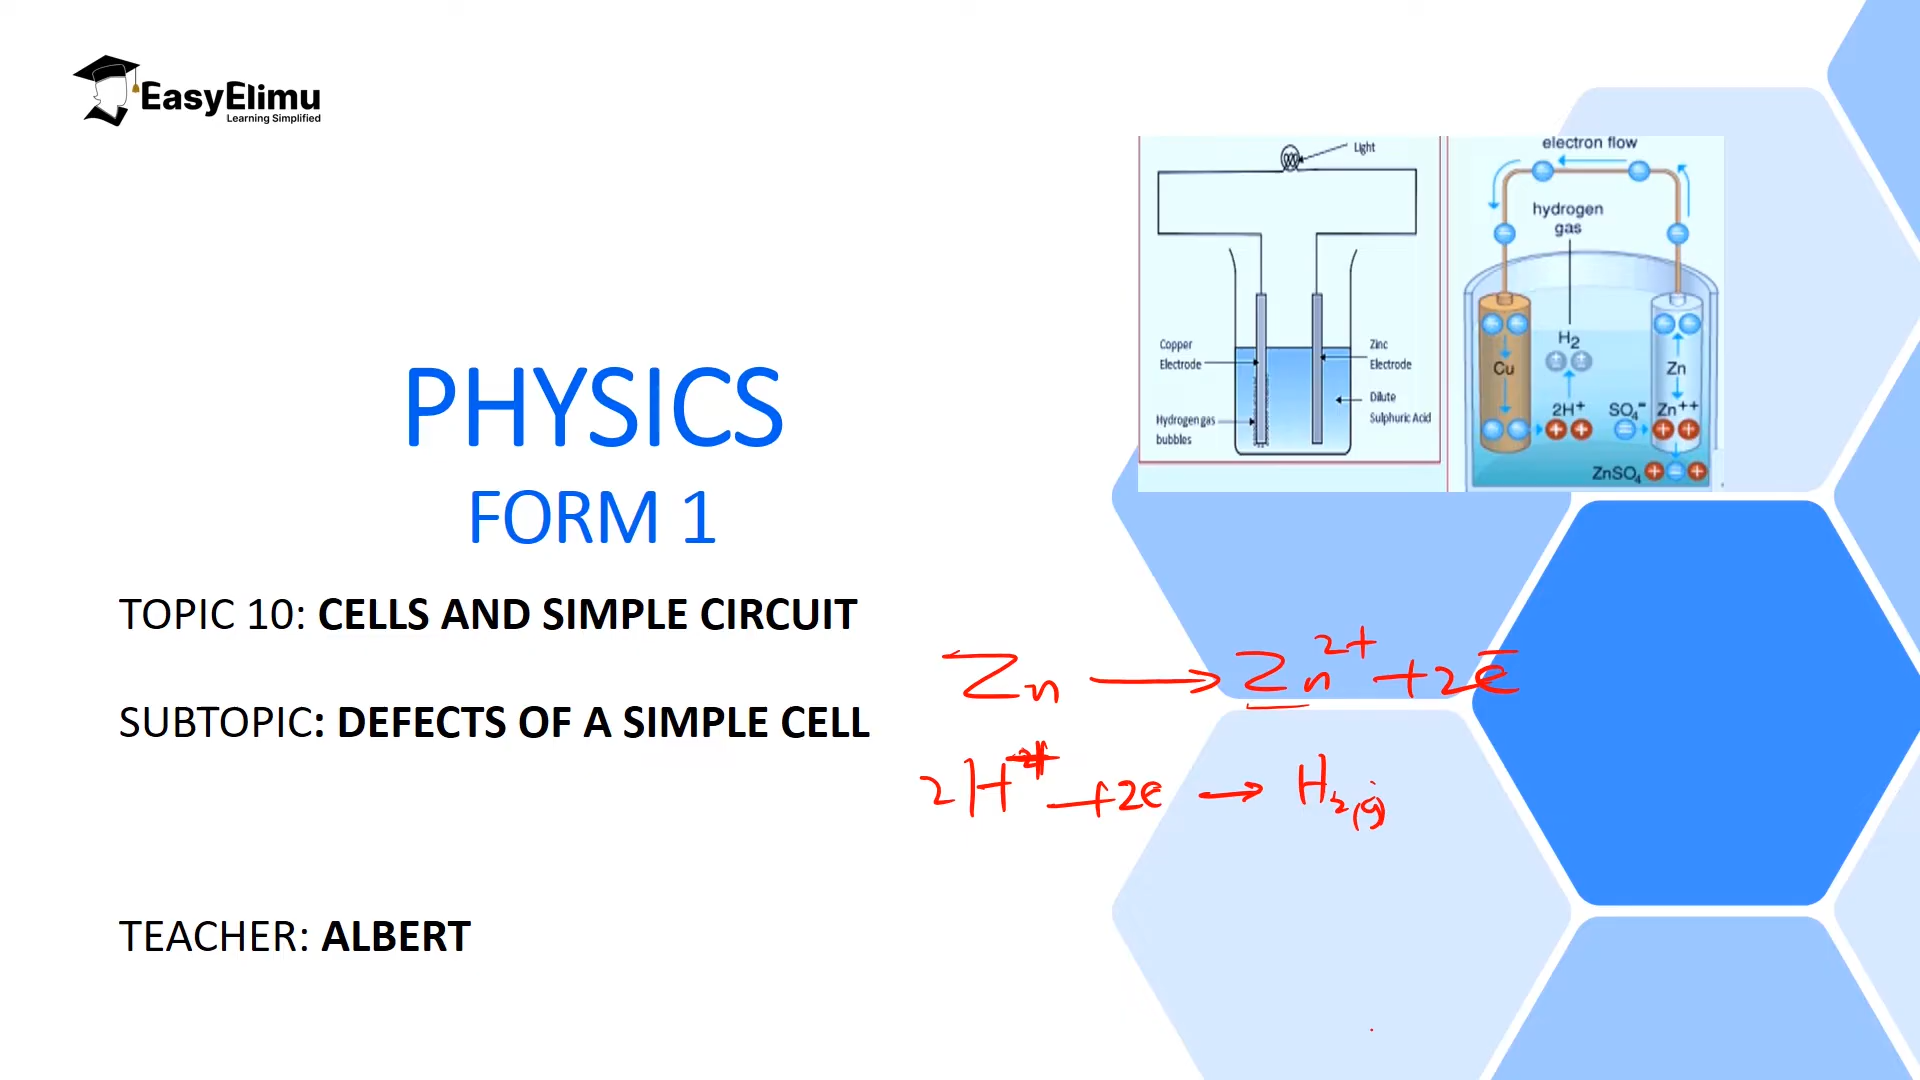 EasyElimu
Learning Simplified
PHYSICS
FORM 1
TOPIC 10: CELLS AND SIMPLE CIRCUIT
SUBTOPIC: DEFECTS OF A SIMPLE CELL
TEACHER: ALBERT
Light
Copper
Electrode
Hydrogen gas
bubbles
Zinc
Electrode
Dilute
Sulphuric Acid
electron flow
hydrogen
gas
H₂
Cu
Zn
2H⁺
SO₄⁻
Zn⁺⁺
ZnSO₄
Zn → Zn²⁺ + 2e̅
2H⁺ + 2e → H₂(g)